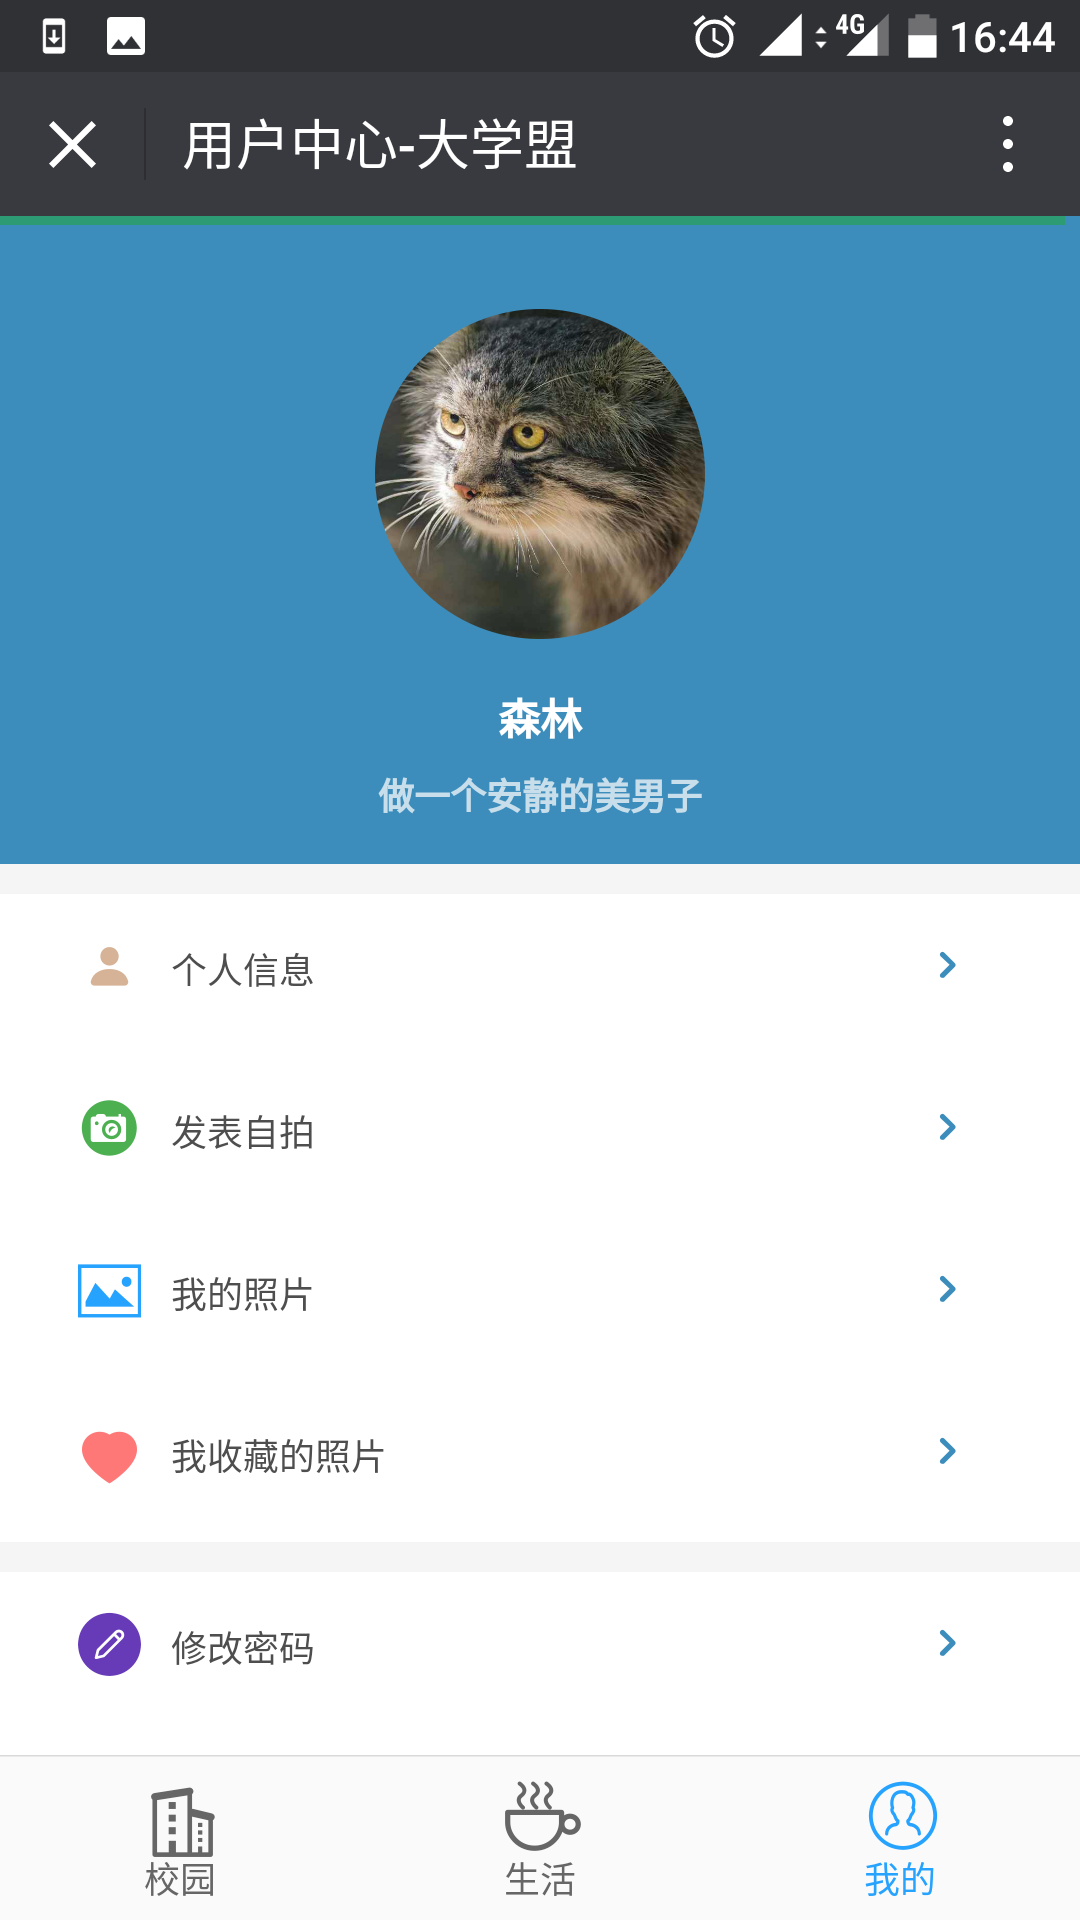 4G 16:44
用户中心-大学盟
森林
做一个安静的美男子
个人信息
发表自拍
我的照片
我收藏的照片
修改密码
校园 生活 我的